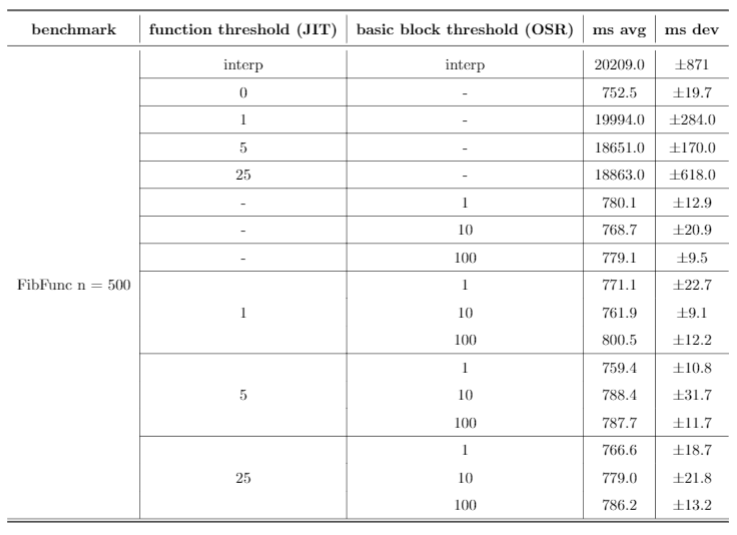 benchmark function threshold (JIT) basic block threshold (OSR) ms avg ms dev
interp interp 20209.0 ±871
0 - 752.5 ±19.7
1 - 19994.0 ±284.0
5 - 18651.0 ±170.0
25 - 18863.0 ±618.0
- 1 780.1 ±12.9
- 10 768.7 ±20.9
- 100 779.1 ±9.5
FibFunc n = 500 1 771.1 ±22.7
1 10 761.9 ±9.1
100 800.5 ±12.2
1 759.4 ±10.8
5 10 788.4 ±31.7
100 787.7 ±11.7
1 766.6 ±18.7
25 10 779.0 ±21.8
100 786.2 ±13.2